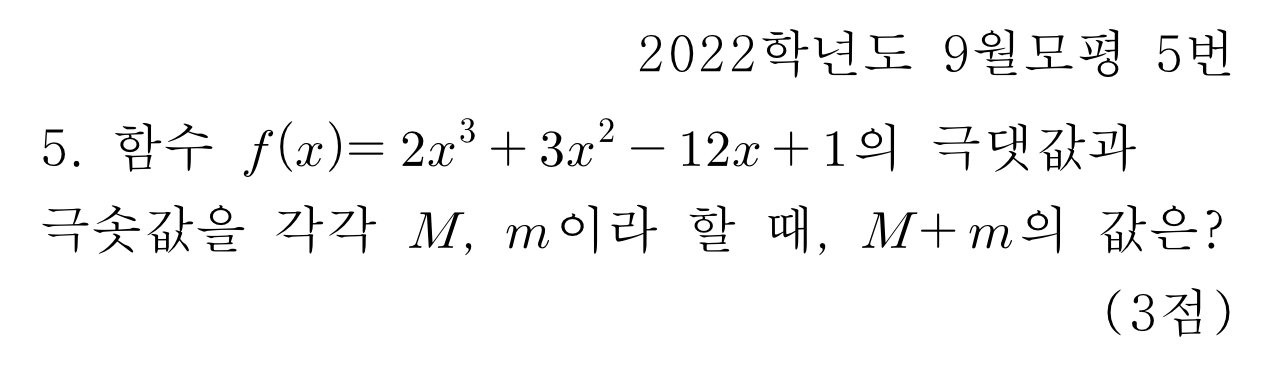 2022학년도 9월모평 5번
5. 함수 f(x)=2x³+3x²−12x+1의 극댓값과
극솟값을 각각 M, m이라 할 때, M+m의 값은?
(3점)